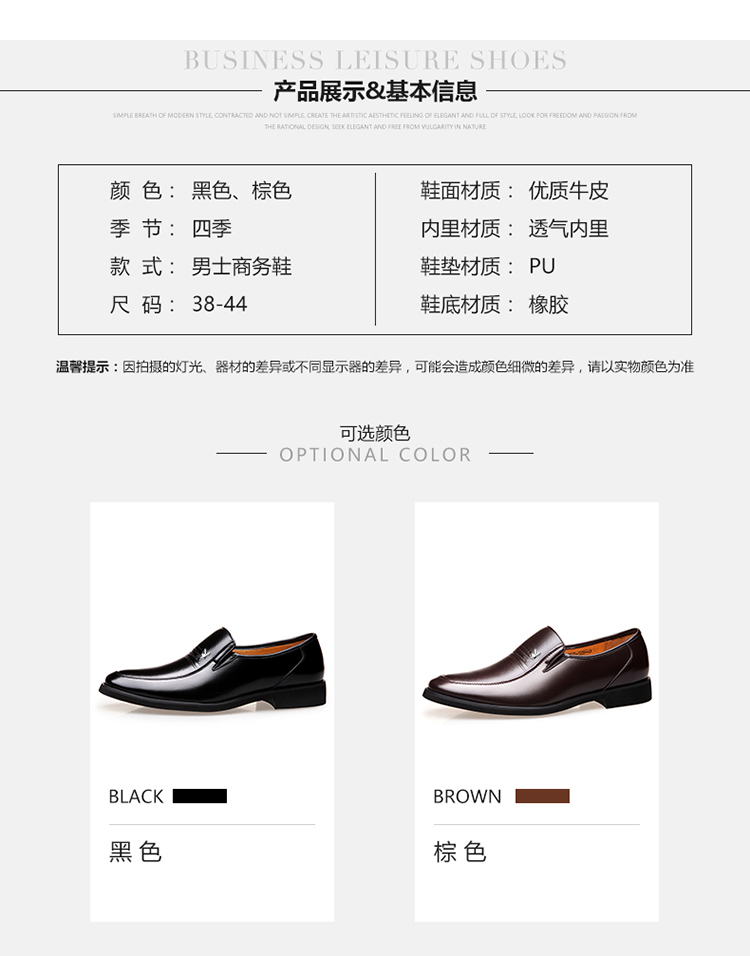 BUSINESS LEISURE SHOES
产品展示&基本信息
SIMPLE BREATH OF MODERN STYLE, CONTRACTED AND NOT SIMPLE, CREATE THE ARTISTIC AESTHETIC FEELING OF ELEGANT AND FULL OF STYLE, LOOK FOR FREEDOM AND PASSION FROM
THE RATIONAL DESIGN, SEEK ELEGANT AND FREE FROM VULGARITY IN NATURE
颜 色： 黑色、棕色
季 节： 四季
款 式： 男士商务鞋
尺 码： 38-44
鞋面材质： 优质牛皮
内里材质： 透气内里
鞋垫材质： PU
鞋底材质： 橡胶
温馨提示：因拍摄的灯光、器材的差异或不同显示器的差异，可能会造成颜色细微的差异，请以实物颜色为准
可选颜色
OPTIONAL COLOR
BLACK
黑 色
BROWN
棕 色